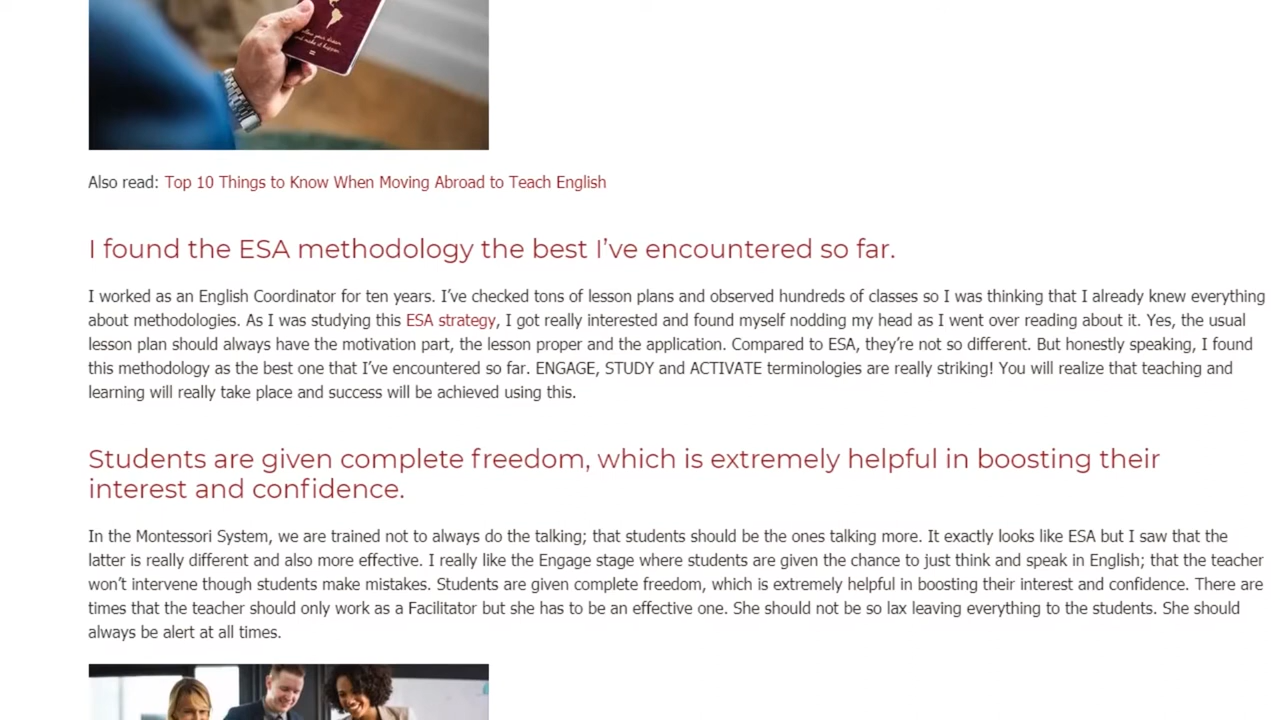 follow your dream
and make it happen
Also read: Top 10 Things to Know When Moving Abroad to Teach English
I found the ESA methodology the best I've encountered so far.
I worked as an English Coordinator for ten years. I've checked tons of lesson plans and observed hundreds of classes so I was thinking that I already knew everything
about methodologies. As I was studying this ESA strategy, I got really interested and found myself nodding my head as I went over reading about it. Yes, the usual
lesson plan should always have the motivation part, the lesson proper and the application. Compared to ESA, they're not so different. But honestly speaking, I found
this methodology as the best one that I've encountered so far. ENGAGE, STUDY and ACTIVATE terminologies are really striking! You will realize that teaching and
learning will really take place and success will be achieved using this.
Students are given complete freedom, which is extremely helpful in boosting their
interest and confidence.
In the Montessori System, we are trained not to always do the talking; that students should be the ones talking more. It exactly looks like ESA but I saw that the
latter is really different and also more effective. I really like the Engage stage where students are given the chance to just think and speak in English; that the teacher
won't intervene though students make mistakes. Students are given complete freedom, which is extremely helpful in boosting their interest and confidence. There are
times that the teacher should only work as a Facilitator but she has to be an effective one. She should not be so lax leaving everything to the students. She should
always be alert at all times.